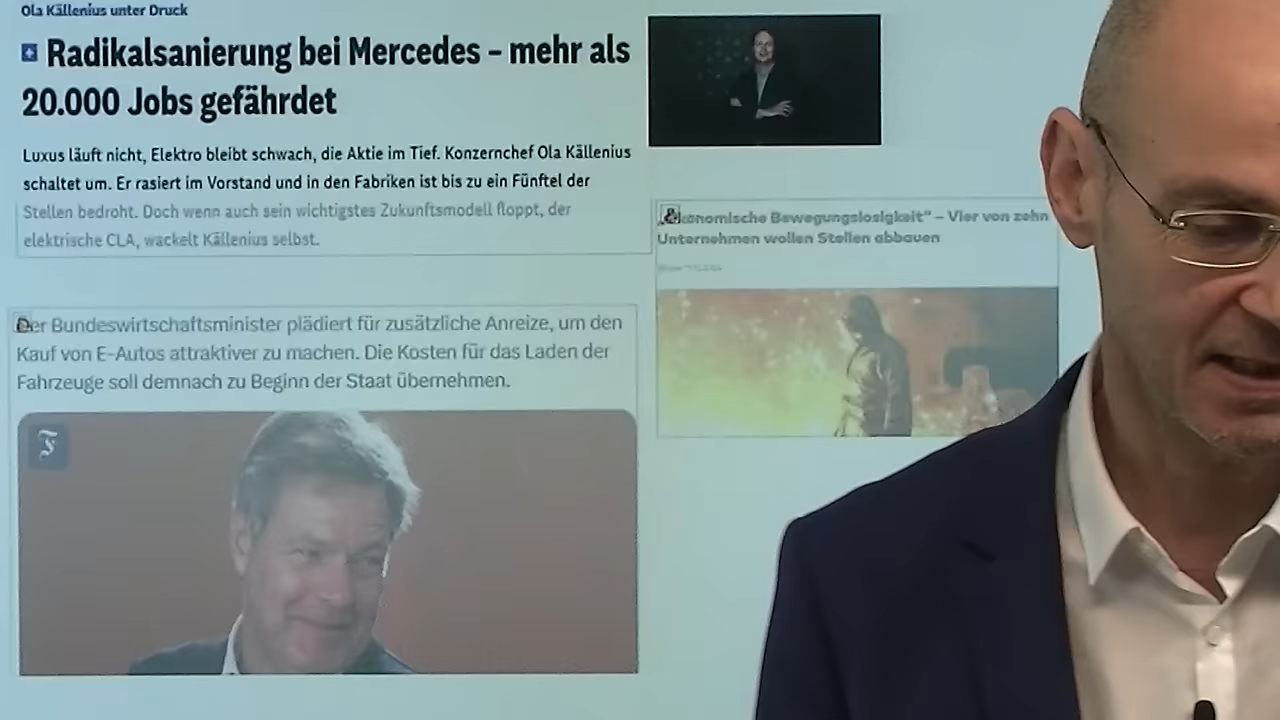 Ola Källenius unter Druck
Radikalsanierung bei Mercedes – mehr als
20.000 Jobs gefährdet
Luxus läuft nicht, Elektro bleibt schwach, die Aktie im Tief. Konzernchef Ola Källenius
schaltet um. Er rasiert im Vorstand und in den Fabriken ist bis zu ein Fünftel der
Stellen bedroht. Doch wenn auch sein wichtigstes Zukunftsmodell floppt, der
elektrische CLA, wackelt Källenius selbst.
Der Bundeswirtschaftsminister plädiert für zusätzliche Anreize, um den
Kauf von E-Autos attraktiver zu machen. Die Kosten für das Laden der
Fahrzeuge soll demnach zu Beginn der Staat übernehmen.
F
Bewegungslosigkeit“ – Vier von zehn
Unternehmen wollen Stellen abbauen